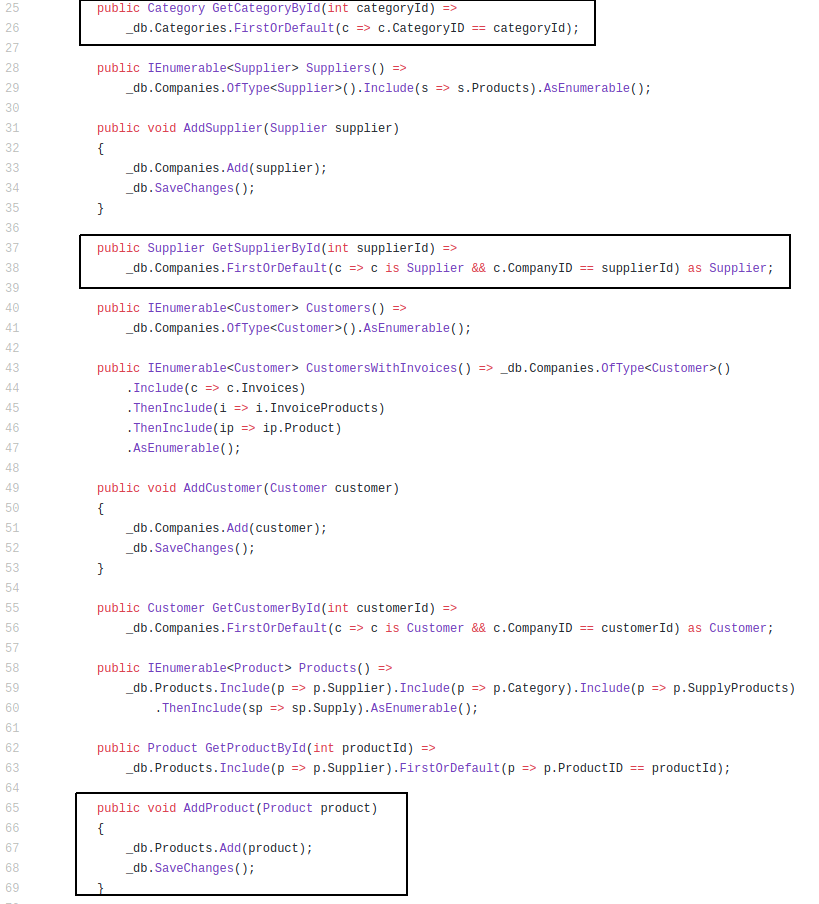 25 public Category GetCategoryById(int categoryId) =>
26 _db.Categories.FirstOrDefault(c => c.CategoryID == categoryId);
27
28 public IEnumerable<Supplier> Suppliers() =>
29 _db.Companies.OfType<Supplier>().Include(s => s.Products).AsEnumerable();
30
31 public void AddSupplier(Supplier supplier)
32 {
33 _db.Companies.Add(supplier);
34 _db.SaveChanges();
35 }
36
37 public Supplier GetSupplierById(int supplierId) =>
38 _db.Companies.FirstOrDefault(c => c is Supplier && c.CompanyID == supplierId) as Supplier;
39
40 public IEnumerable<Customer> Customers() =>
41 _db.Companies.OfType<Customer>().AsEnumerable();
42
43 public IEnumerable<Customer> CustomersWithInvoices() => _db.Companies.OfType<Customer>()
44 .Include(c => c.Invoices)
45 .ThenInclude(i => i.InvoiceProducts)
46 .ThenInclude(ip => ip.Product)
47 .AsEnumerable();
48
49 public void AddCustomer(Customer customer)
50 {
51 _db.Companies.Add(customer);
52 _db.SaveChanges();
53 }
54
55 public Customer GetCustomerById(int customerId) =>
56 _db.Companies.FirstOrDefault(c => c is Customer && c.CompanyID == customerId) as Customer;
57
58 public IEnumerable<Product> Products() =>
59 _db.Products.Include(p => p.Supplier).Include(p => p.Category).Include(p => p.SupplyProducts)
60 .ThenInclude(sp => sp.Supply).AsEnumerable();
61
62 public Product GetProductById(int productId) =>
63 _db.Products.Include(p => p.Supplier).FirstOrDefault(p => p.ProductID == productId);
64
65 public void AddProduct(Product product)
66 {
67 _db.Products.Add(product);
68 _db.SaveChanges();
69 }